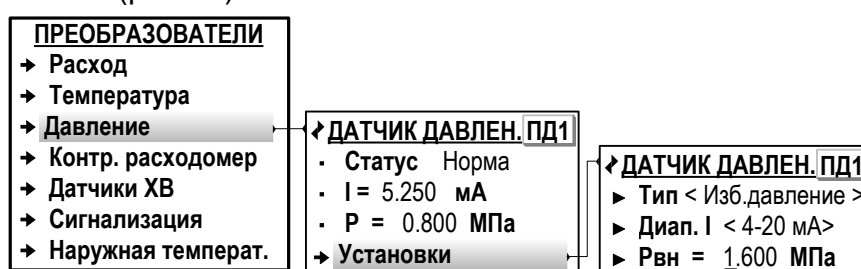 ПРЕОБРАЗОВАТЕЛИ
➔ Расход
➔ Температура
➔ Давление
➔ Контр. расходомер
➔ Датчики ХВ
➔ Сигнализация
➔ Наружная температ.
ДАТЧИК ДАВЛЕН. ПД1
▪ Статус Норма
▪ I = 5.250 мА
▪ P = 0.800 МПа
➔ Установки
ДАТЧИК ДАВЛЕН. ПД1
► Тип < Изб.давление >
► Диап. I < 4-20 мА>
► Рвн = 1.600 МПа